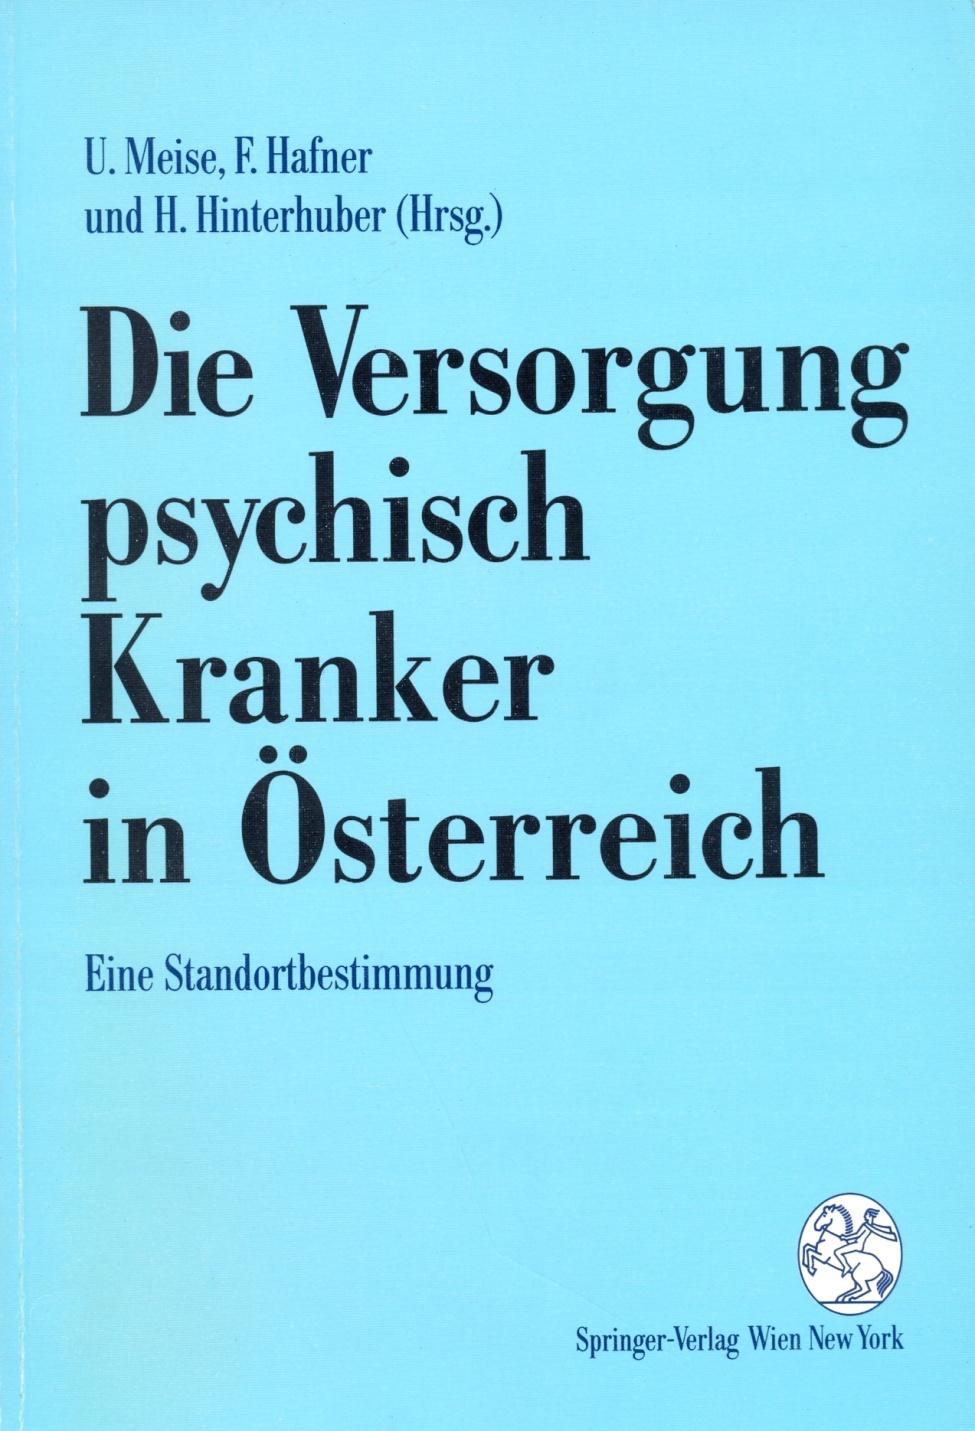 U. Meise, F. Hafner
und H. Hinterhuber (Hrsg.)
Die Versorgung
psychisch
Kranker
in Österreich
Eine Standortbestimmung
Springer-Verlag Wien New York